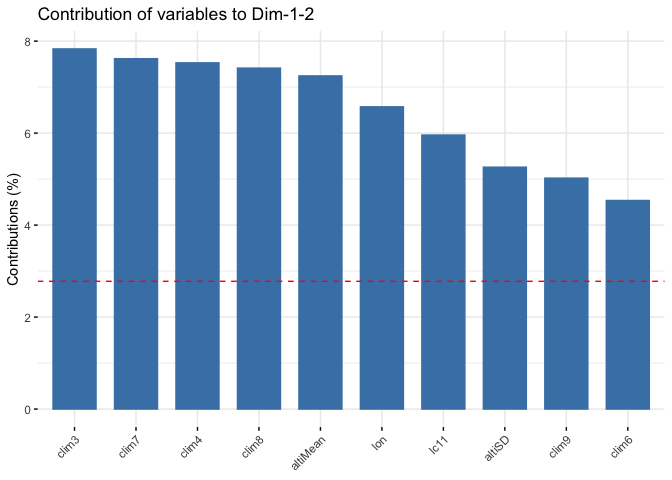 Contribution of variables to Dim-1-2
Contributions (%)
8
6
4
2
0
clim3
clim7
clim4
clim8
altiMean
lon
lc11
altiSD
clim9
clim6